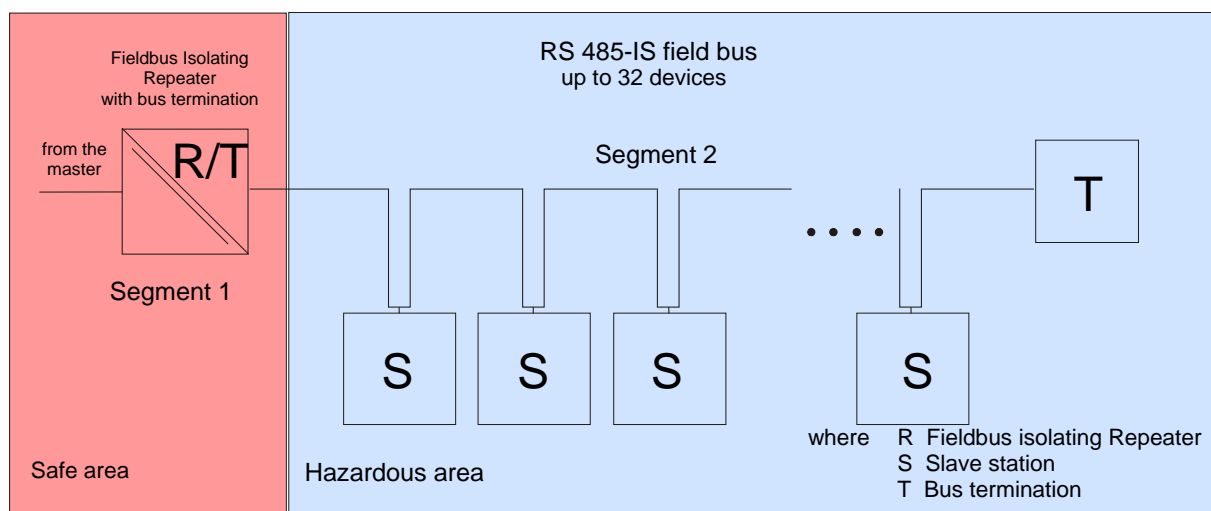 Fieldbus Isolating
Repeater
with bus termination
from the
master
R/T
Segment 1
Safe area
RS 485-IS field bus
up to 32 devices
Segment 2
T
S
S
S
S
where R Fieldbus isolating Repeater
S Slave station
T Bus termination
Hazardous area